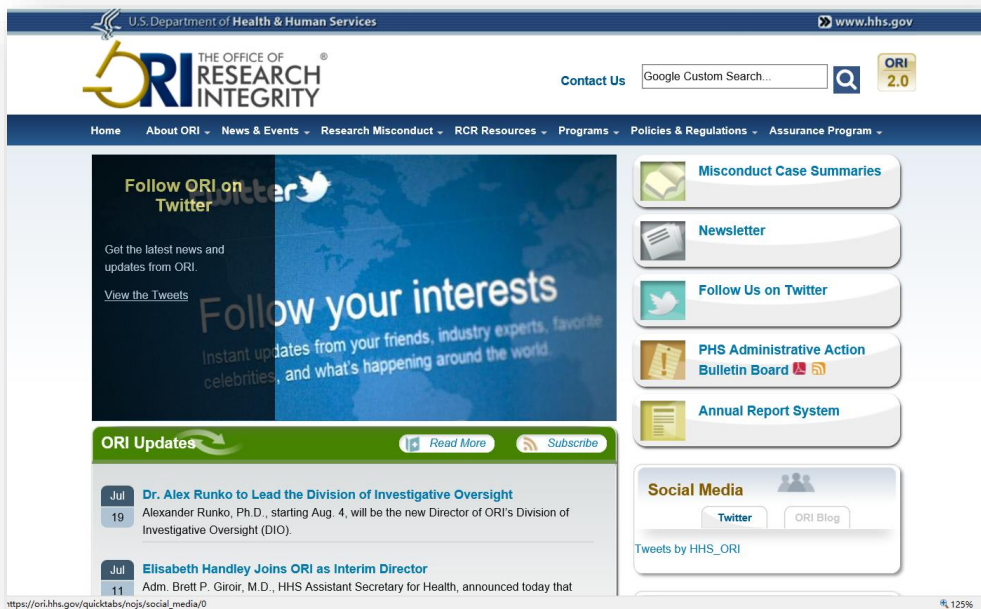 U.S. Department of Health & Human Services
www.hhs.gov
THE OFFICE OF
ORI RESEARCH
INTEGRITY
®
Contact Us
Google Custom Search...
ORI
2.0
Home About ORI News & Events Research Misconduct RCR Resources Programs Policies & Regulations Assurance Program
Follow ORI on
Twitter
Get the latest news and
updates from ORI.
View the Tweets
twitter
Follow your interests
Instant updates from your friends, industry experts, favorite
celebrities, and what's happening around the world.
Misconduct Case Summaries
Newsletter
Follow Us on Twitter
PHS Administrative Action
Bulletin Board
Annual Report System
ORI Updates
Read More
Subscribe
Jul
19
Dr. Alex Runko to Lead the Division of Investigative Oversight
Alexander Runko, Ph.D., starting Aug. 4, will be the new Director of ORI's Division of
Investigative Oversight (DIO).
Jul
11
Elisabeth Handley Joins ORI as Interim Director
Adm. Brett P. Giroir, M.D., HHS Assistant Secretary for Health, announced today that
Social Media
Twitter
ORI Blog
Tweets by HHS_ORI
https://ori.hhs.gov/quicktabs/nojs/social_media/0
125%